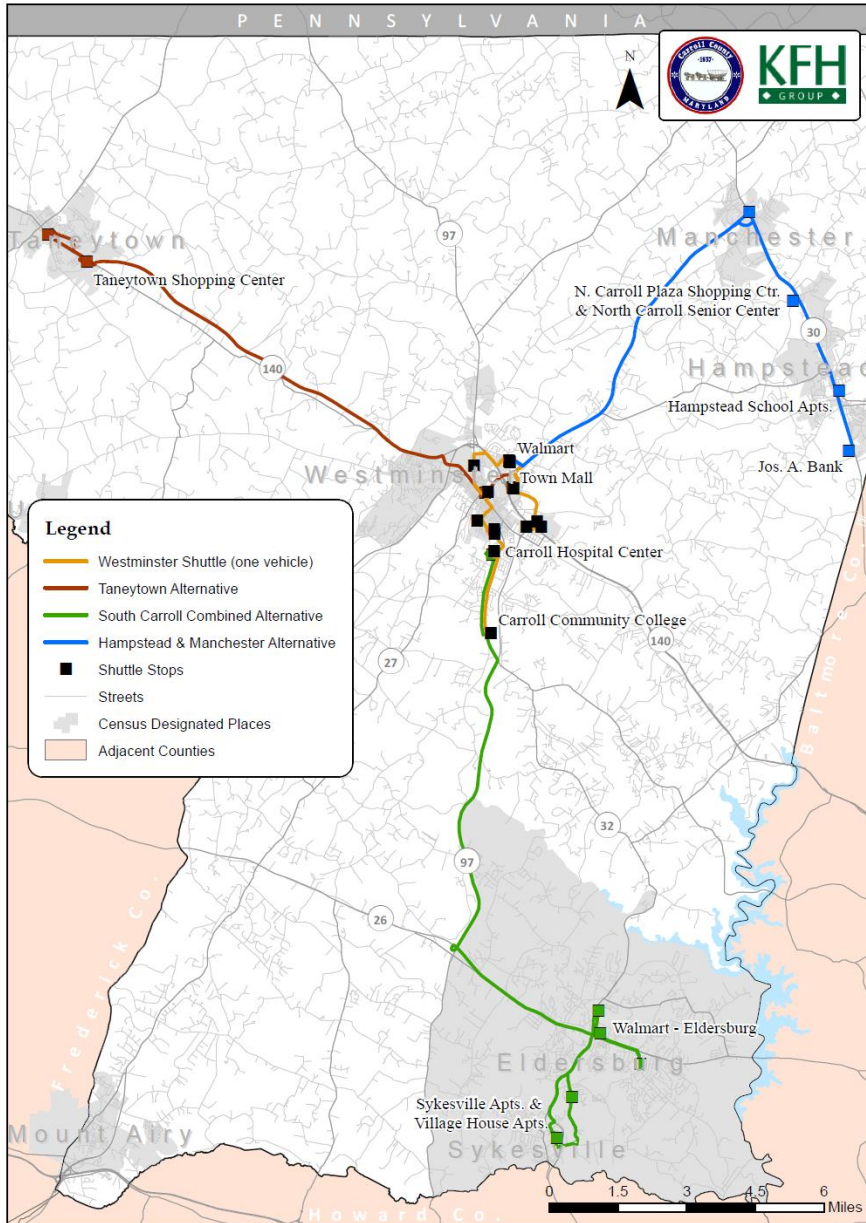 PENNSYLVANIA
N
Carroll County
1837
MARYLAND
KFH
GROUP
97
Taneytown
Taneytown Shopping Center
Manchester
N. Carroll Plaza Shopping Ctr.
& North Carroll Senior Center
30
140
Hampstead
Hampstead School Apts.
Walmart
Westminster
Town Mall
Jos. A. Bank
Carroll Hospital Center
Carroll Community College
140
27
Baltimore Co.
Legend
Westminster Shuttle (one vehicle)
Taneytown Alternative
South Carroll Combined Alternative
Hampstead & Manchester Alternative
Shuttle Stops
Streets
Census Designated Places
Adjacent Counties
32
97
26
Frederick Co.
Walmart - Eldersburg
Eldersburg
Sykesville Apts. &
Village House Apts.
Mount Airy
Sykesville
0 1.5 3 4.5 6
Miles
Howard Co.